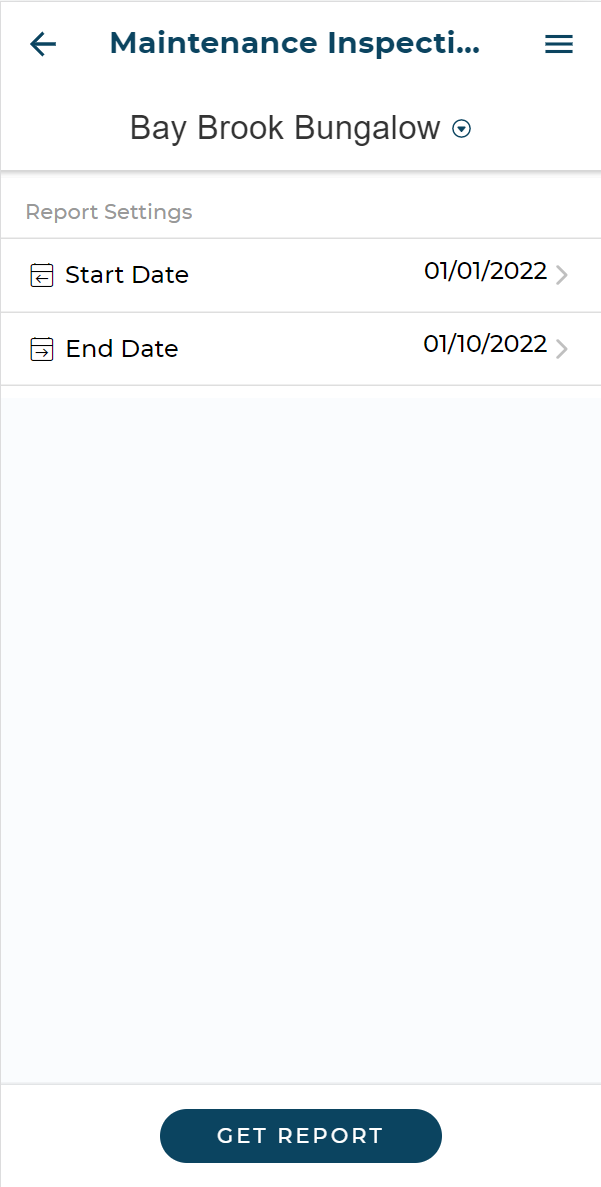 Maintenance Inspecti...
Bay Brook Bungalow
Report Settings
Start Date 01/01/2022
End Date 01/10/2022
GET REPORT